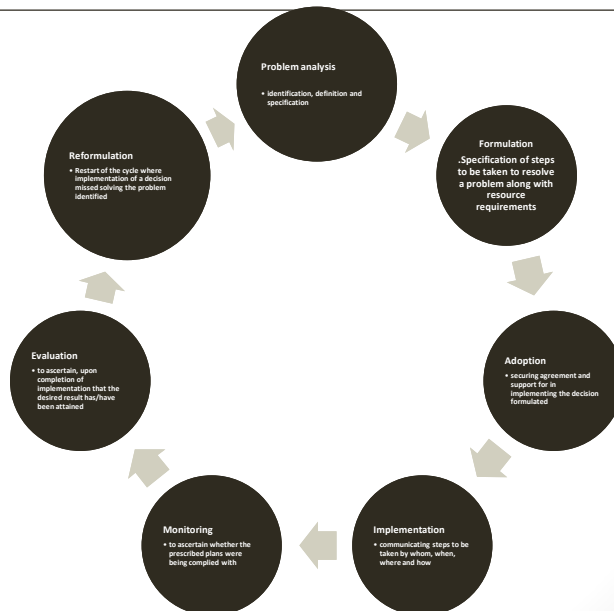 Problem analysis
• identification, definition and
specification
Formulation
.Specification of steps
to be taken to resolve
a problem along with
resource
requirements
Adoption
• securing agreement and
support for in
implementing the decision
formulated
Implementation
• communicating steps to be
taken by whom, when,
where and how
Monitoring
• to ascertain whether the
prescribed plans were
being complied with
Evaluation
• to ascertain, upon
completion of
implementation that the
desired result has/have
been attained
Reformulation
• Restart of the cycle where
implementation of a decision
missed solving the problem
identified